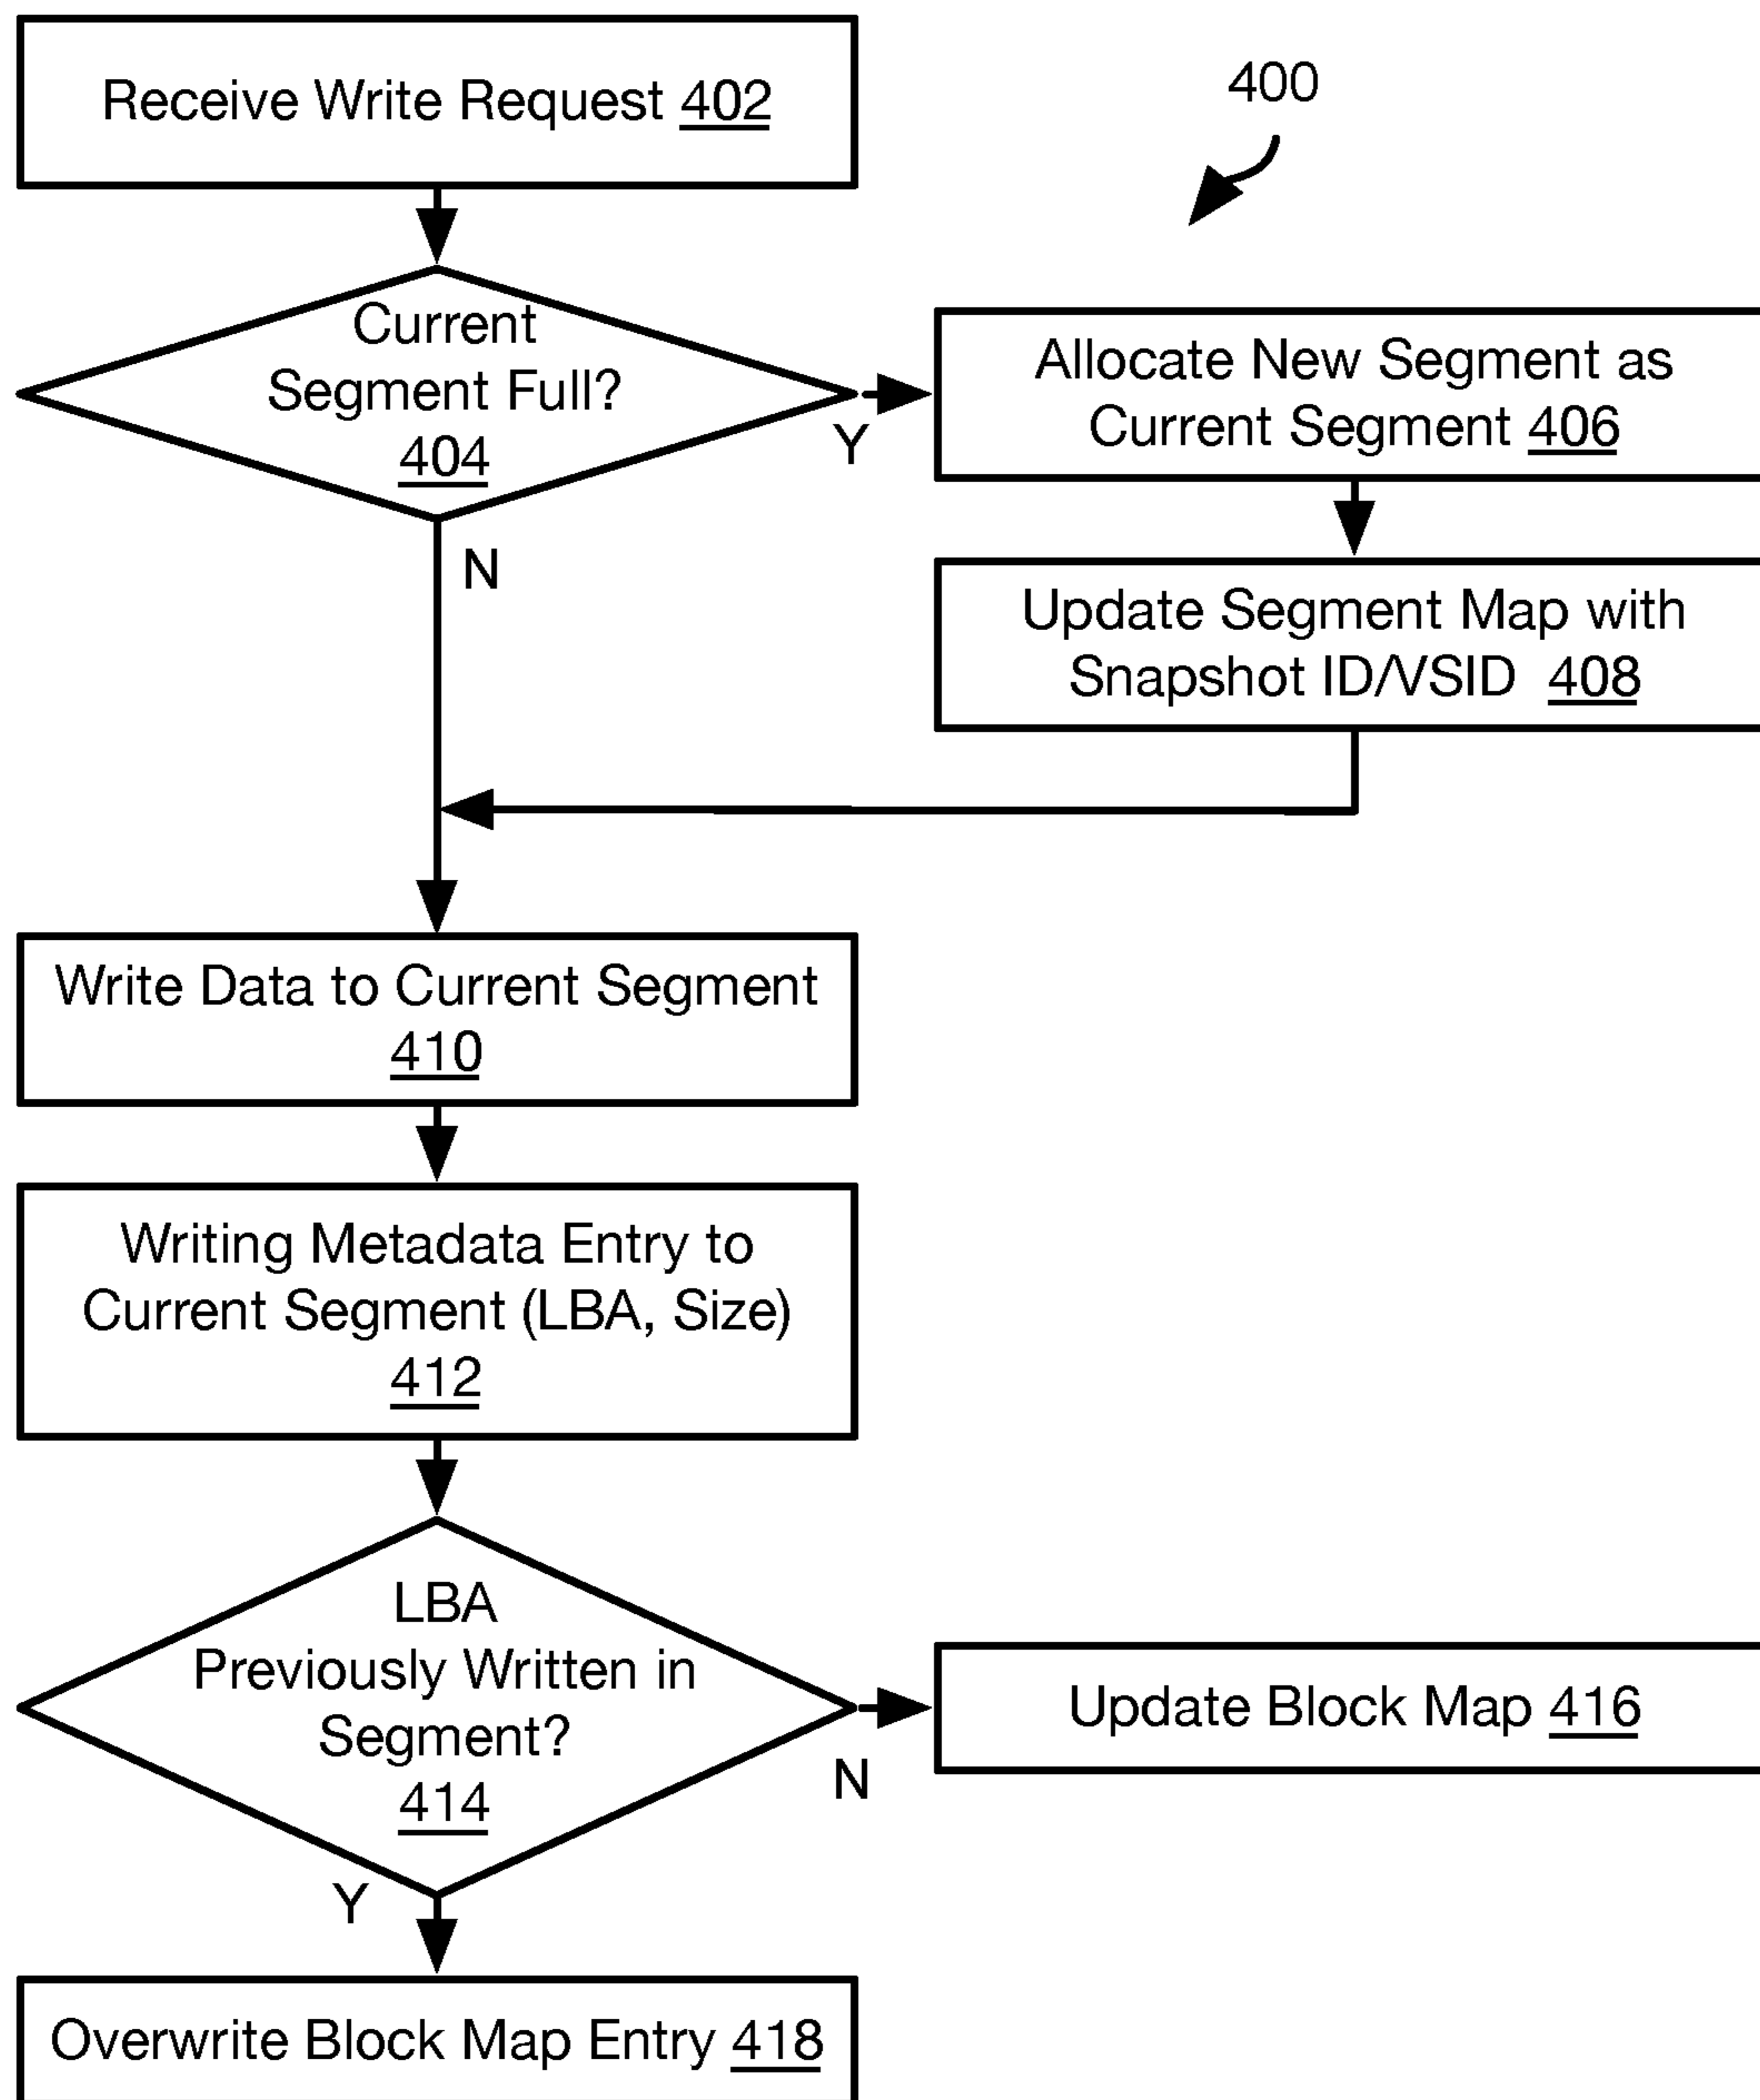 Receive Write Request 402
400
Current
Segment Full?
404
Y
N
Allocate New Segment as
Current Segment 406
Update Segment Map with
Snapshot ID/VSID 408
Write Data to Current Segment
410
Writing Metadata Entry to
Current Segment (LBA, Size)
412
LBA
Previously Written in
Segment?
414
N
Y
Update Block Map 416
Overwrite Block Map Entry 418